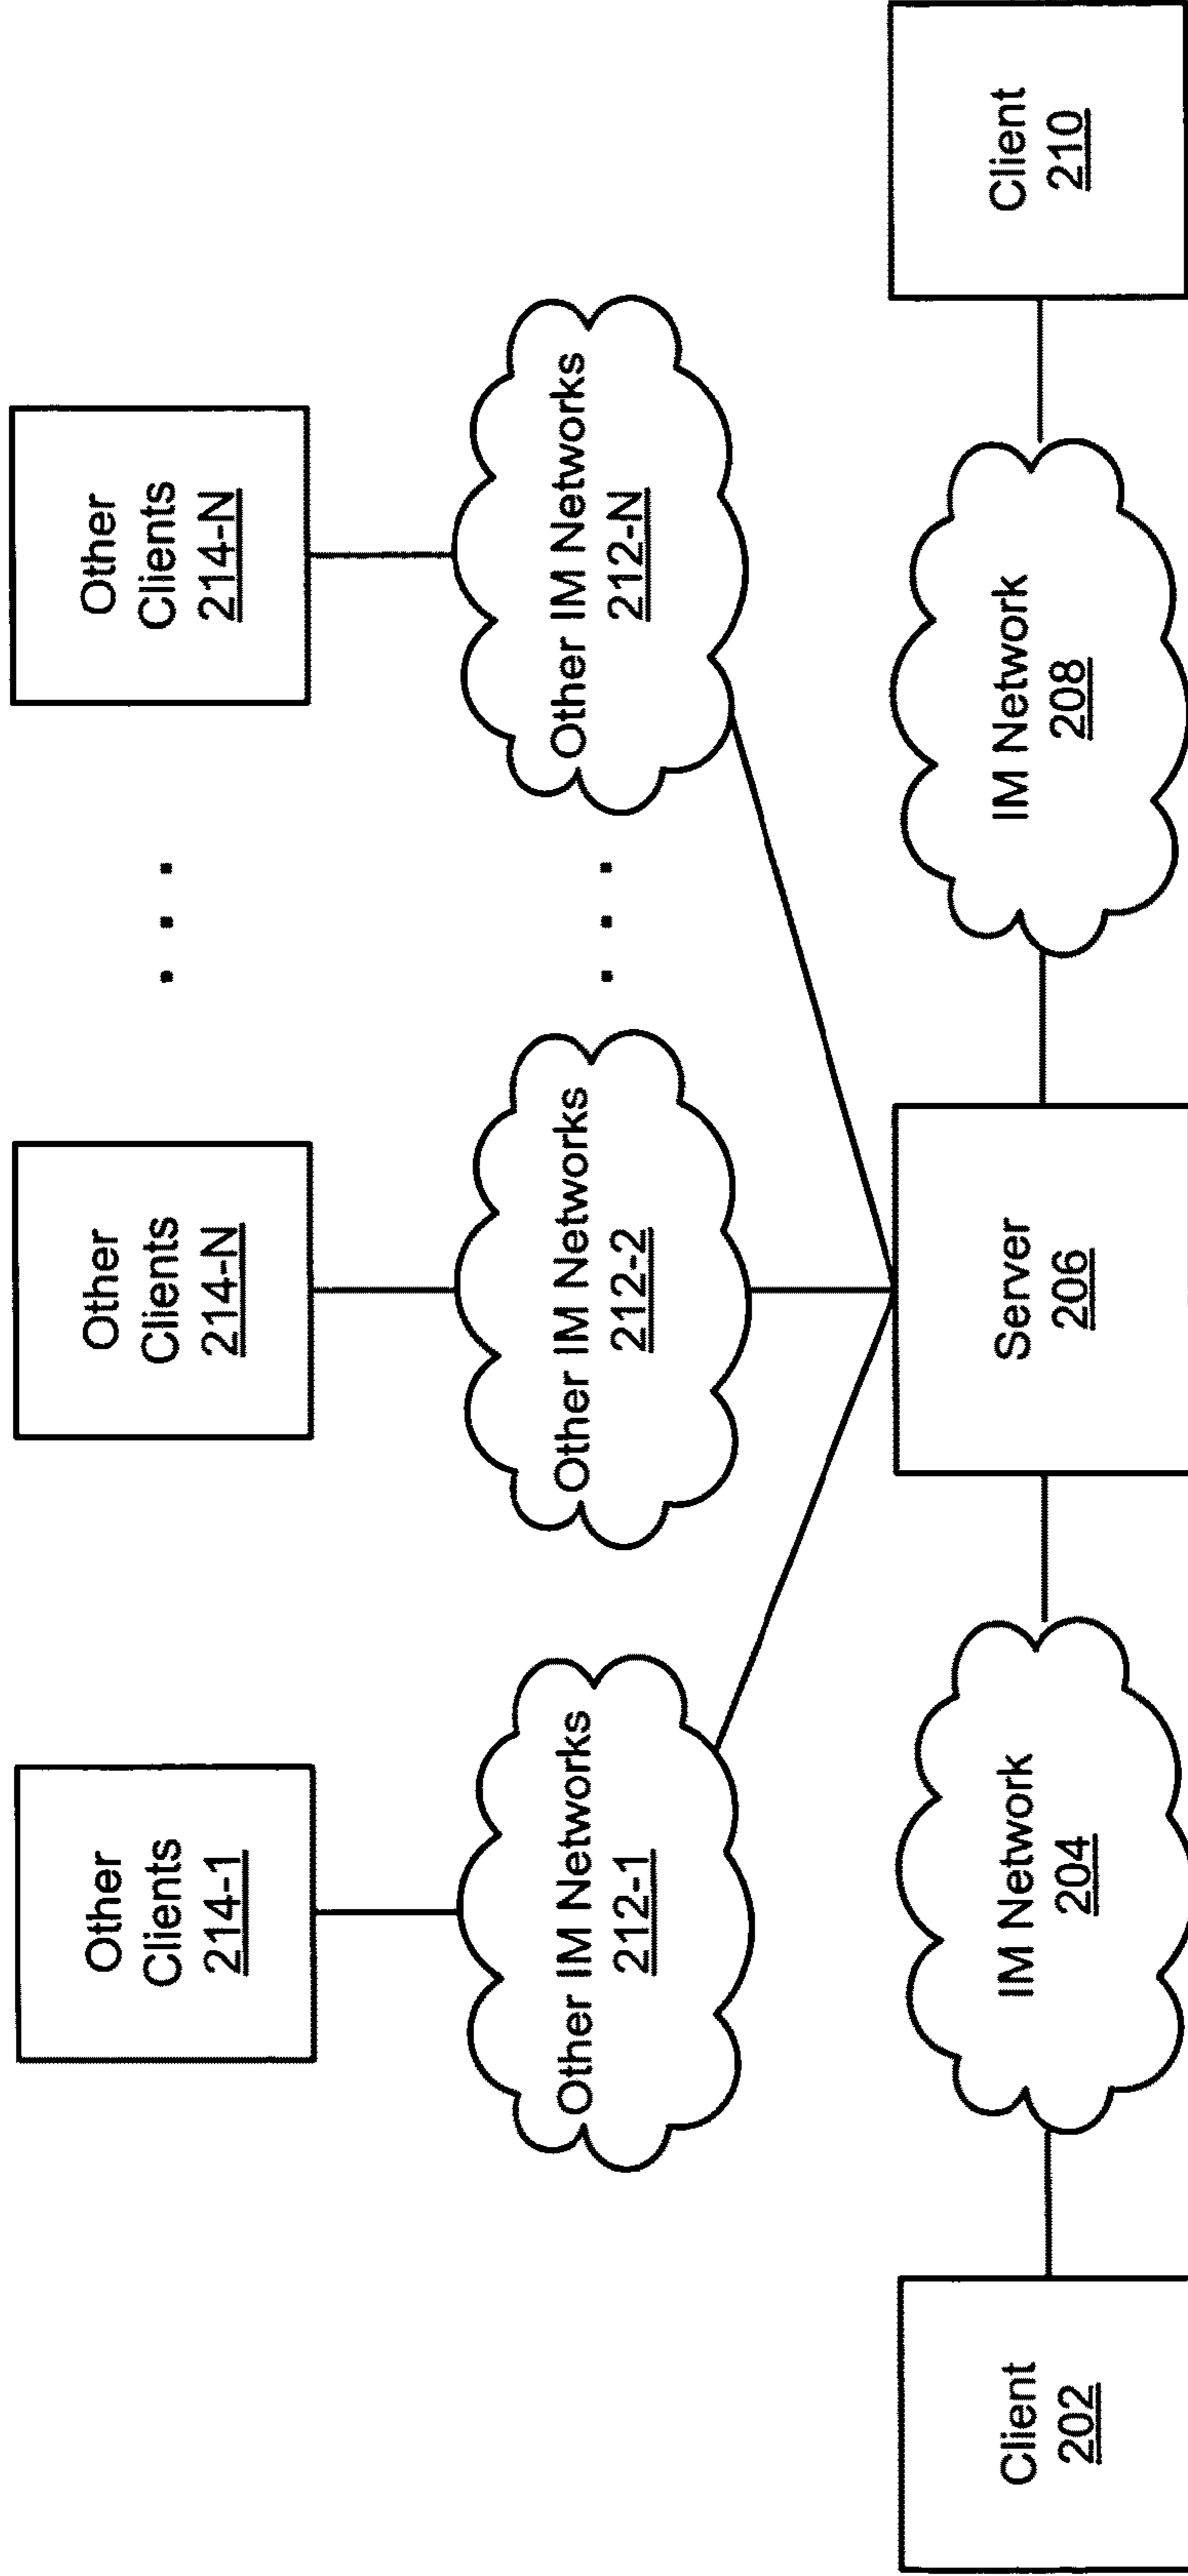 Other
Clients
214-1
Other
Clients
214-N
Other
Clients
214-N
. . .
Other IM Networks
212-1
Other IM Networks
212-2
. . .
Other IM Networks
212-N
Client
202
IM Network
204
Server
206
IM Network
208
Client
210